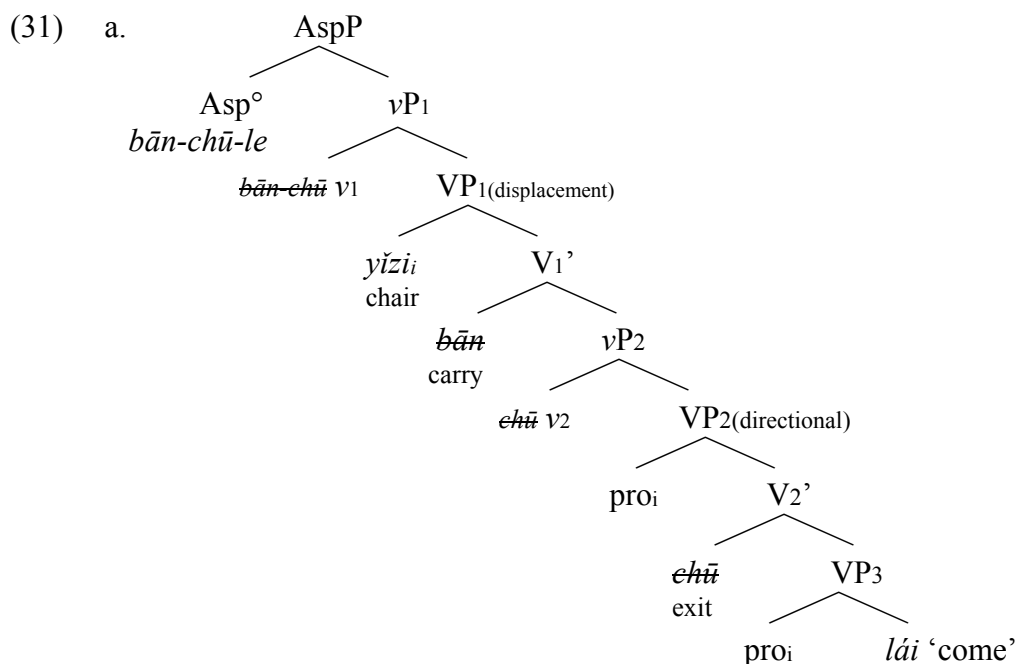 (31) a. AspP
Asp° vP1
bān-chū-le
bān-chū v1 VP1(displacement)
yǐzii V1’
chair
bān vP2
carry
chū v2 VP2(directional)
proi V2’
chū VP3
exit
proi lái ‘come’